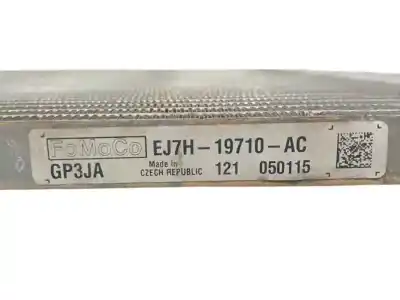 FoMoCo EJ7H-19710-AC
GP3JA Made in CZECH REPUBLIC 121 050115